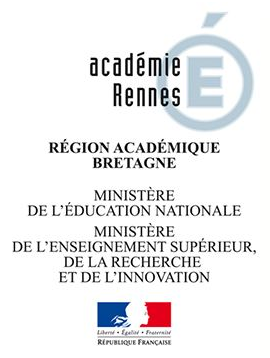 académie
Rennes
É
RÉGION ACADÉMIQUE
BRETAGNE
MINISTÈRE
DE L'ÉDUCATION NATIONALE
MINISTÈRE
DE L'ENSEIGNEMENT SUPÉRIEUR,
DE LA RECHERCHE
ET DE L'INNOVATION
Liberté • Égalité • Fraternité
RÉPUBLIQUE FRANÇAISE